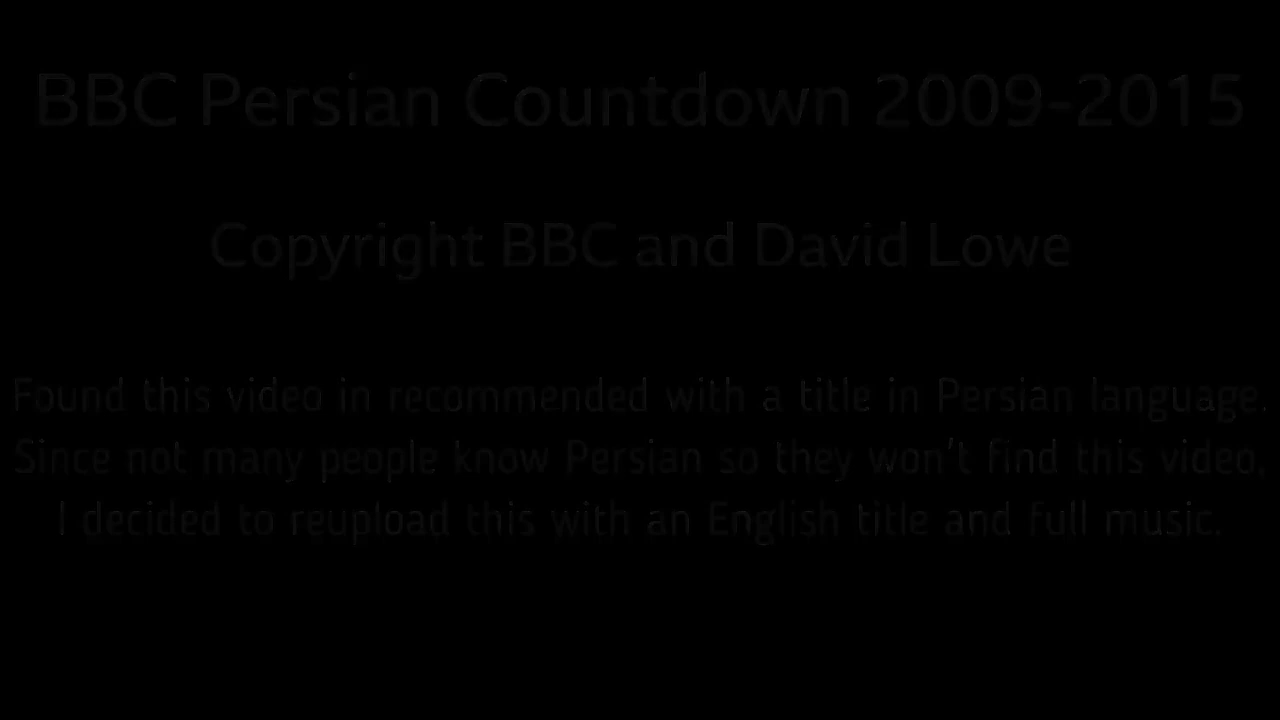 BBC Persian Countdown 2009-2015
Copyright BBC and David Lowe
Found this video in recommended with a title in Persian language.
Since not many people know Persian so they won't find this video,
I decided to reupload this with an English title and full music.